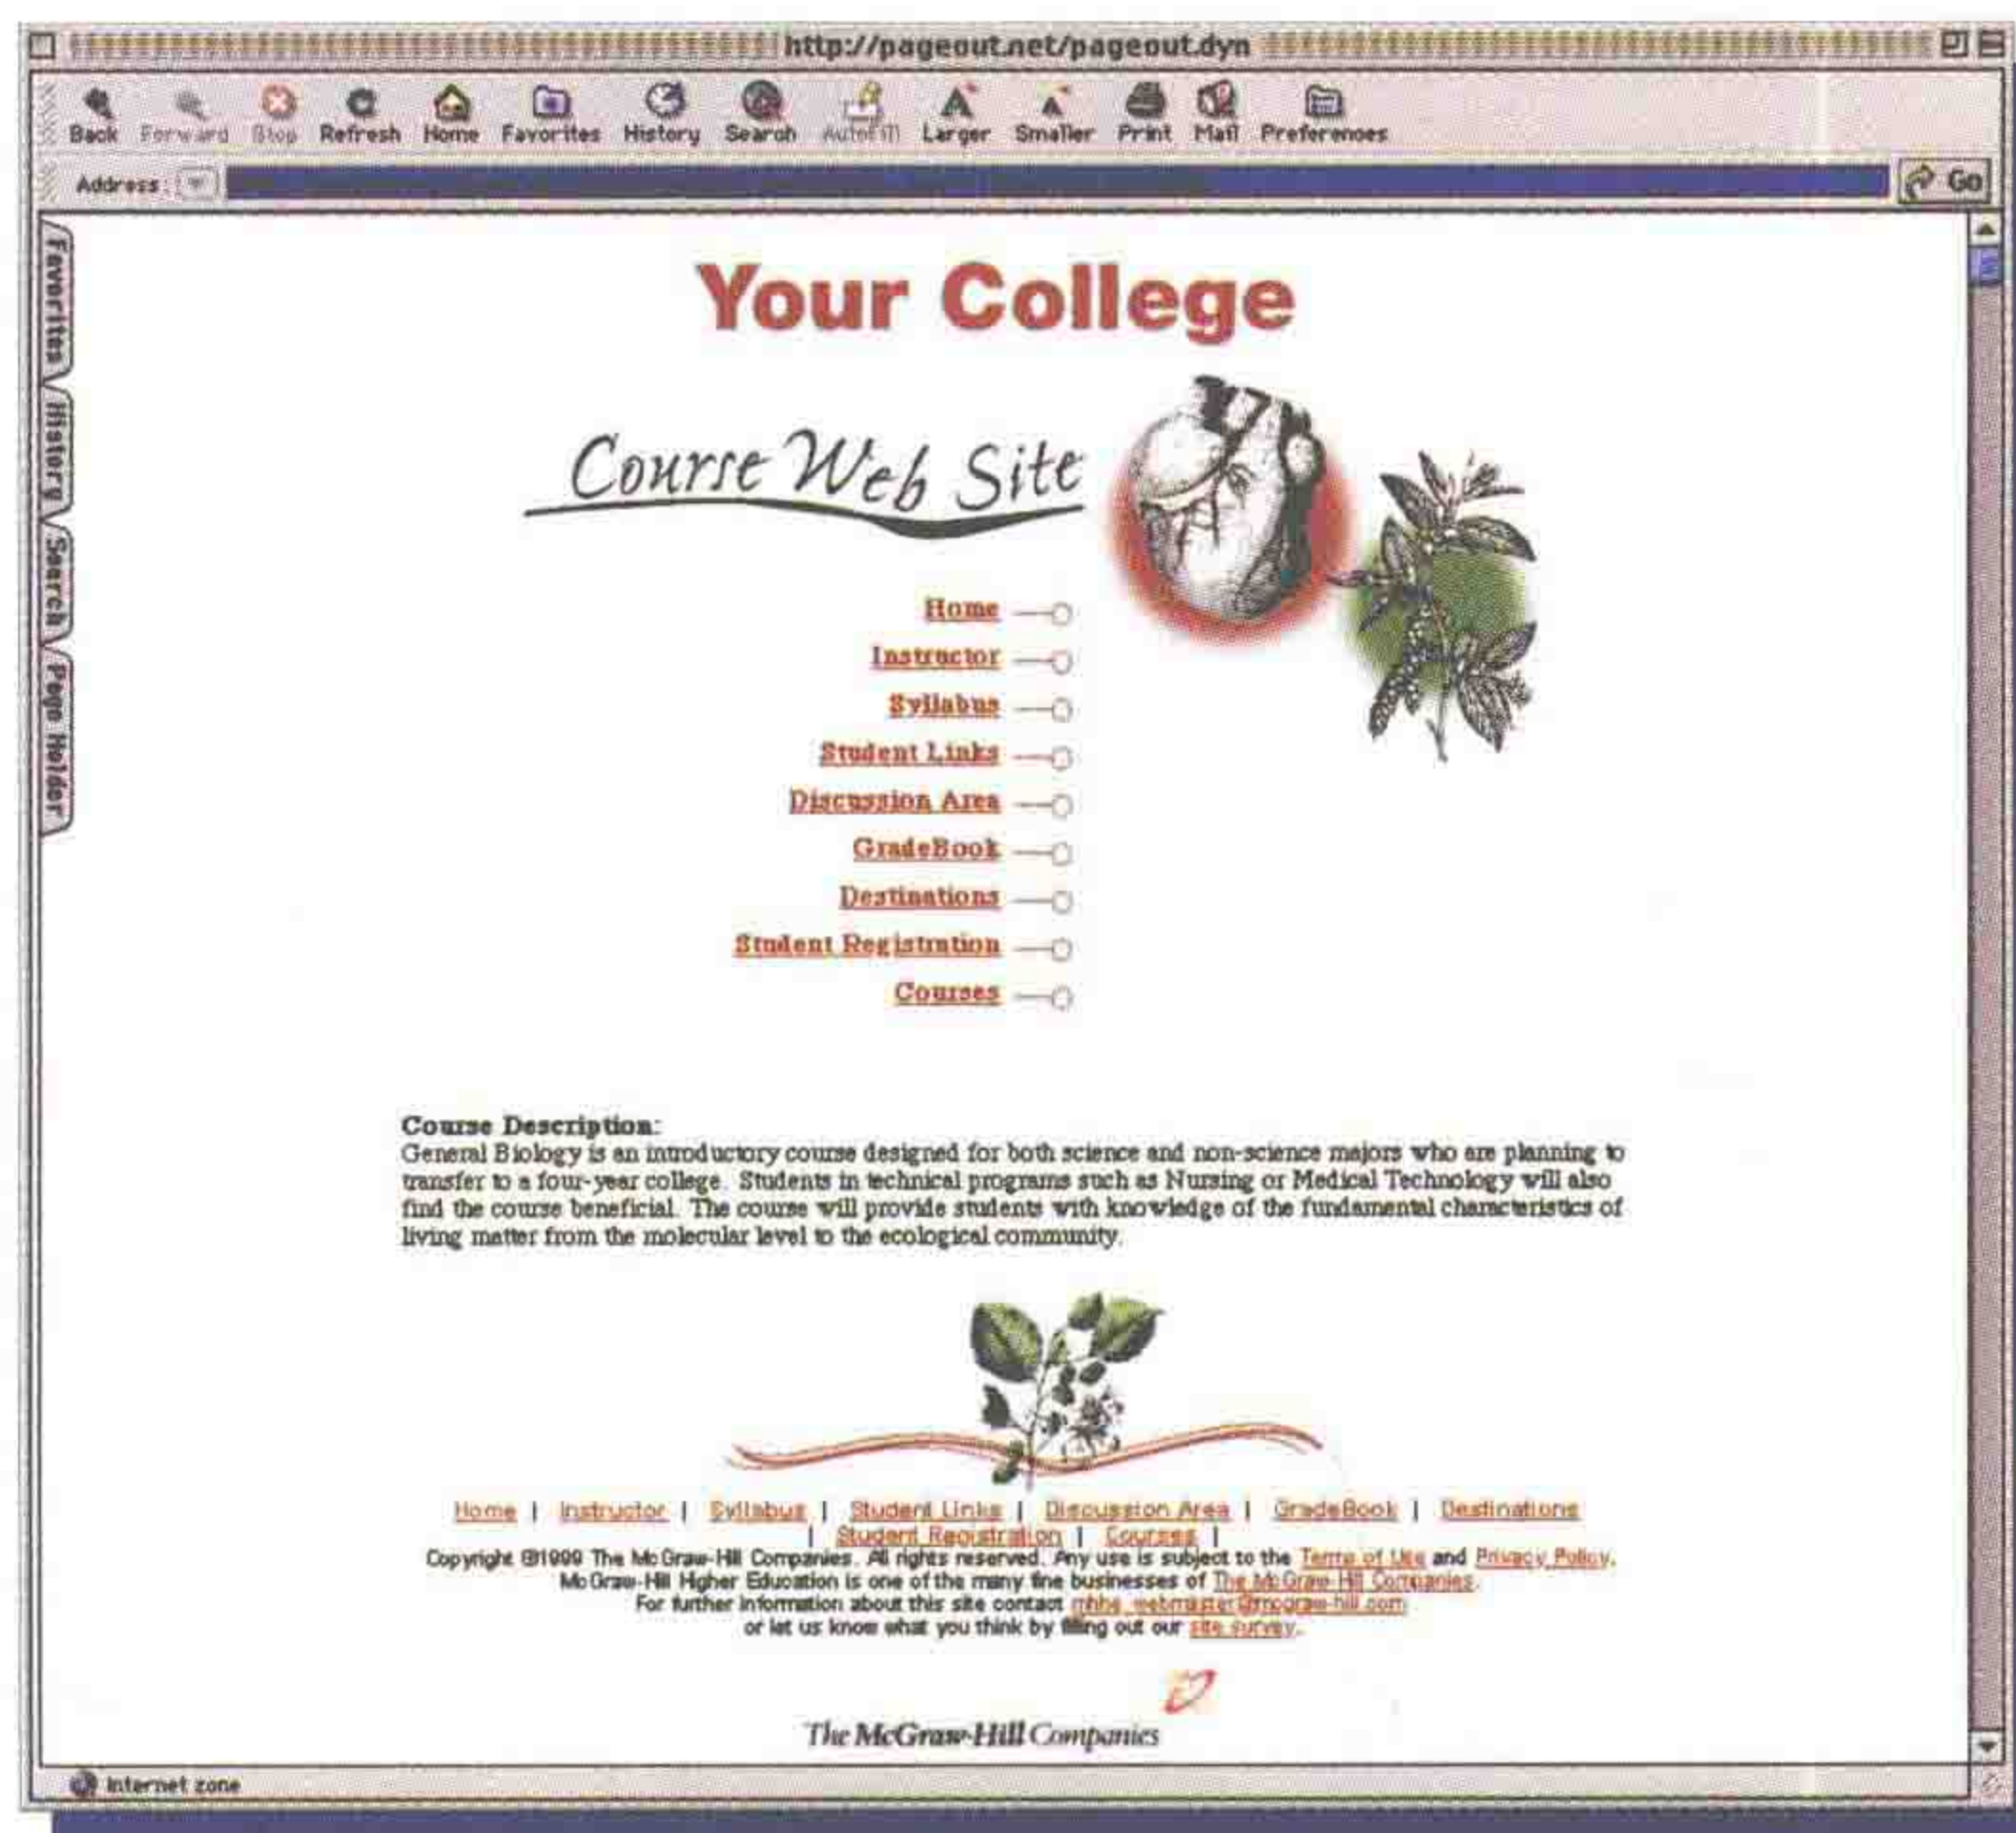 http://pageout.net/pageout.dyn
Back Forward Stop Refresh Home Favorites History Search AutoFill Larger Smaller Print Mail Preferences
Address: Go
Favorites
History
Search
Page Holder
Your College
Course Web Site
Home
Instructor
Syllabus
Student Links
Discussion Area
GradeBook
Destinations
Student Registration
Courses
Course Description:
General Biology is an introductory course designed for both science and non-science majors who are planning to
transfer to a four-year college. Students in technical programs such as Nursing or Medical Technology will also
find the course beneficial. The course will provide students with knowledge of the fundamental characteristics of
living matter from the molecular level to the ecological community.
Home | Instructor | Syllabus | Student Links | Discussion Area | GradeBook | Destinations
| Student Registration | Courses |
Copyright ©1999 The McGraw-Hill Companies. All rights reserved. Any use is subject to the Terms of Use and Privacy Policy.
McGraw-Hill Higher Education is one of the many fine businesses of The McGraw-Hill Companies.
For further information about this site contact mhhe_webmaster@mcgraw-hill.com
or let us know what you think by filling out our site survey.
The McGraw-Hill Companies
Internet zone